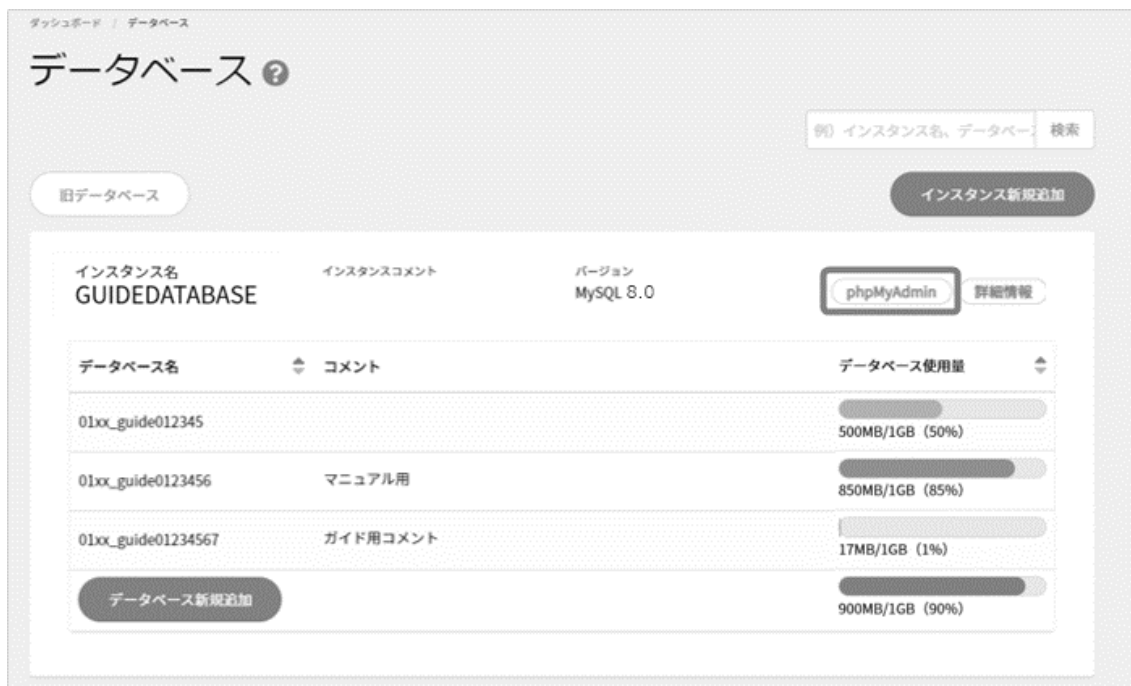 ダッシュボード / データベース
データベース ?
例）インスタンス名、データベー 検索
旧データベース インスタンス新規追加
インスタンス名 インスタンスコメント バージョン
GUIDEDATABASE MySQL 8.0 phpMyAdmin 詳細情報
データベース名 コメント データベース使用量
01xx_guide012345
500MB/1GB（50%）
01xx_guide0123456 マニュアル用
850MB/1GB（85%）
01xx_guide01234567 ガイド用コメント
17MB/1GB（1%）
データベース新規追加
900MB/1GB（90%）